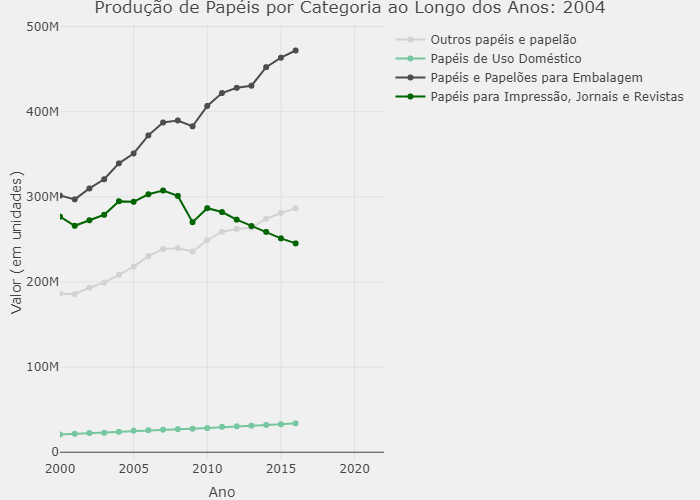 Produção de Papéis por Categoria ao Longo dos Anos: 2004
500M
400M
300M
200M
100M
0
Valor (em unidades)
2000
2005
2010
2015
2020
Ano
Outros papéis e papelão
Papéis de Uso Doméstico
Papéis e Papelões para Embalagem
Papéis para Impressão, Jornais e Revistas